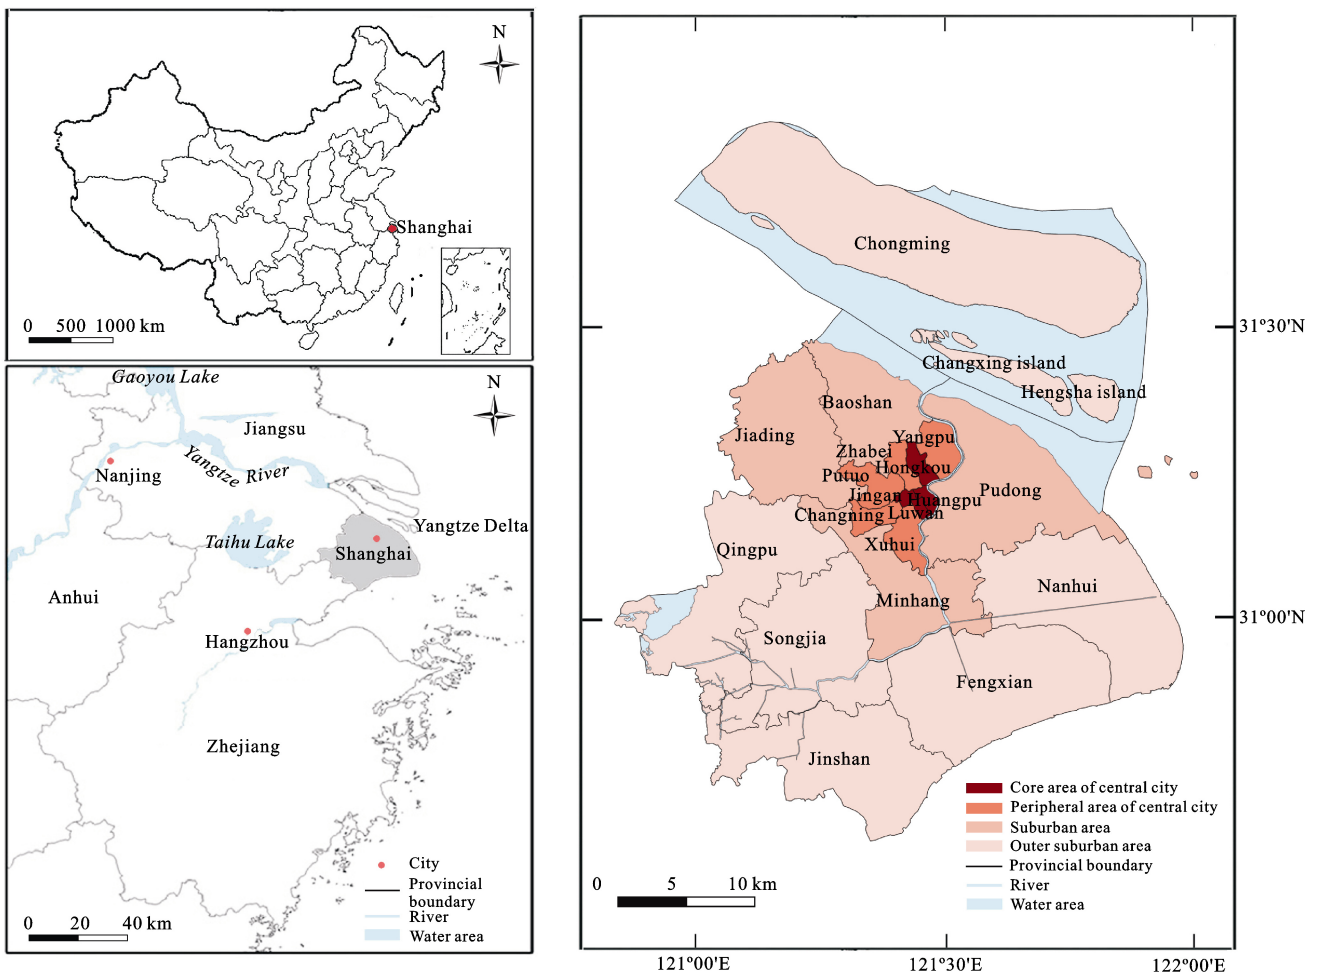 N
Shanghai
0 500 1000 km
Gaoyou Lake
N
Jiangsu
Yangtze River
Nanjing
Yangtze Delta
Taihu Lake
Shanghai
Anhui
Hangzhou
Zhejiang
City
Provincial
boundary
River
Water area
0 20 40 km
Chongming
31°30'N
Changxing island
Hengsha island
Baoshan
Jiading
Yangpu
Zhabei
Hongkou
Putuo
Jingan
Huangpu
Pudong
Changning
Luwan
Xuhui
Qingpu
Nanhui
Minhang
31°00'N
Songjia
Fengxian
Jinshan
Core area of central city
Peripheral area of central city
Suburban area
Outer suburban area
Provincial boundary
River
Water area
0 5 10 km
121°00'E 121°30'E 122°00'E